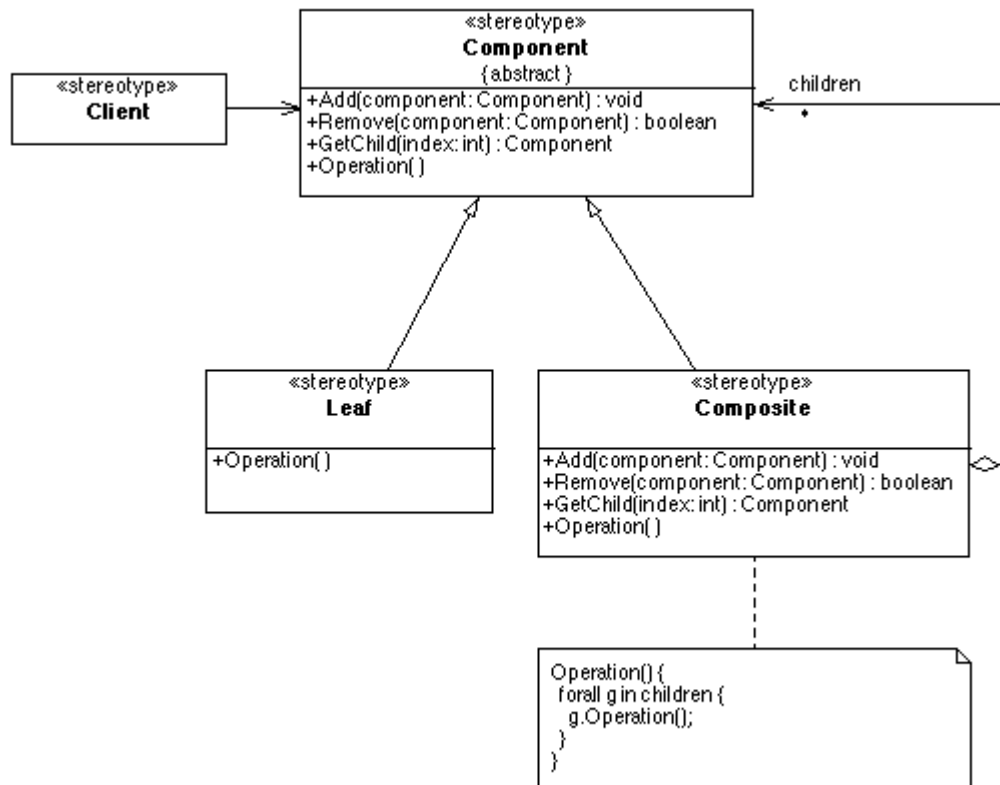 «stereotype»
Component
{abstract}
+Add(component: Component) : void
+Remove(component: Component) : boolean
+GetChild(index: int) : Component
+Operation( )
«stereotype»
Client
children
*
«stereotype»
Leaf
+Operation( )
«stereotype»
Composite
+Add(component: Component) : void
+Remove(component: Component) : boolean
+GetChild(index: int) : Component
+Operation( )
Operation() {
forall g in children {
g.Operation();
}
}